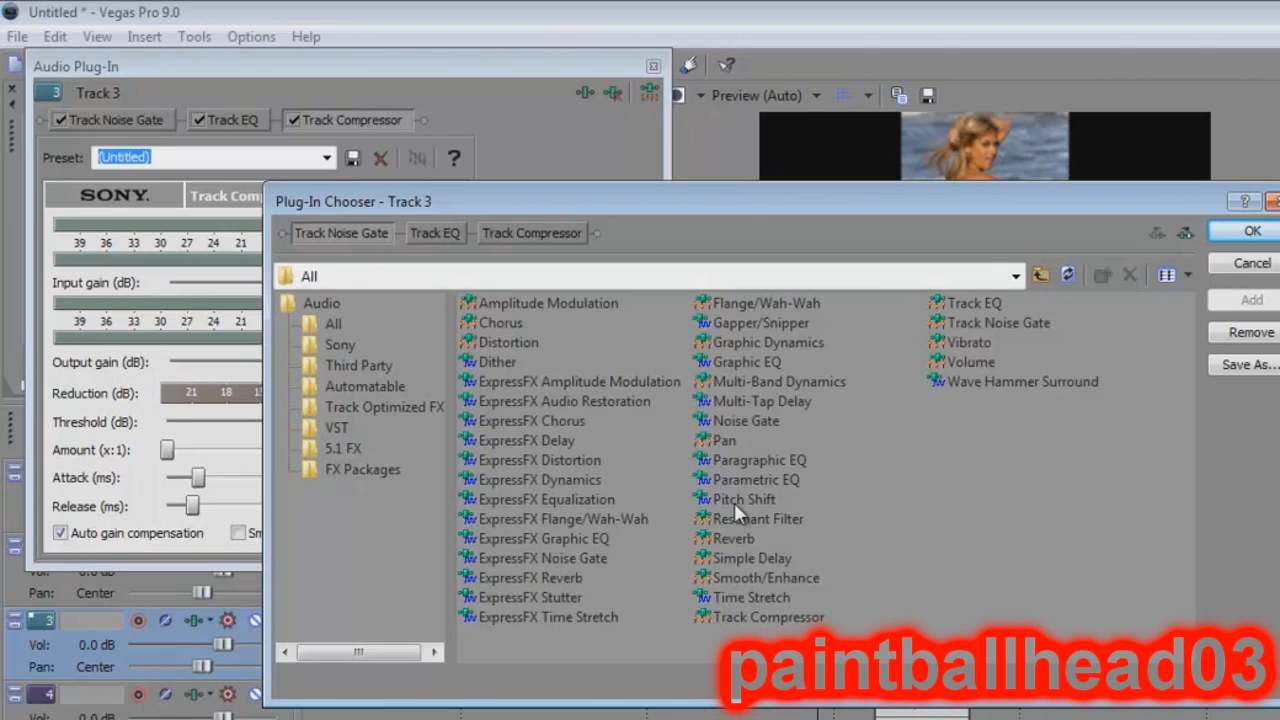 Untitled * - Vegas Pro 9.0
File Edit View Insert Tools Options Help
Audio Plug-In
3 Track 3
Preview (Auto)
Track Noise Gate Track EQ Track Compressor
Preset: (Untitled) ?
SONY. Track Com
39 36 33 30 27 24 21
Input gain (dB):
39 36 33 30 27 24 21
Output gain (dB):
Reduction (dB): 21 18
Threshold (dB):
Amount (x:1):
Attack (ms):
Release (ms):
Auto gain compensation Sm
Pan: Center
3
Vol: 0.0 dB
Pan: Center
4
Plug-In Chooser - Track 3
Track Noise Gate Track EQ Track Compressor
All
Audio
All
Sony
Third Party
Automatable
Track Optimized FX
VST
5.1 FX
FX Packages
Amplitude Modulation
Chorus
Distortion
Dither
ExpressFX Amplitude Modulation
ExpressFX Audio Restoration
ExpressFX Chorus
ExpressFX Delay
ExpressFX Distortion
ExpressFX Dynamics
ExpressFX Equalization
ExpressFX Flange/Wah-Wah
ExpressFX Graphic EQ
ExpressFX Noise Gate
ExpressFX Reverb
ExpressFX Stutter
ExpressFX Time Stretch
Flange/Wah-Wah
Gapper/Snipper
Graphic Dynamics
Graphic EQ
Multi-Band Dynamics
Multi-Tap Delay
Noise Gate
Pan
Paragraphic EQ
Parametric EQ
Pitch Shift
Resonant Filter
Reverb
Simple Delay
Smooth/Enhance
Time Stretch
Track Compressor
Track EQ
Track Noise Gate
Vibrato
Volume
Wave Hammer Surround
OK
Cancel
Add
Remove
Save As...
paintballhead03